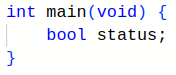 int main(void) {
    bool status;
}